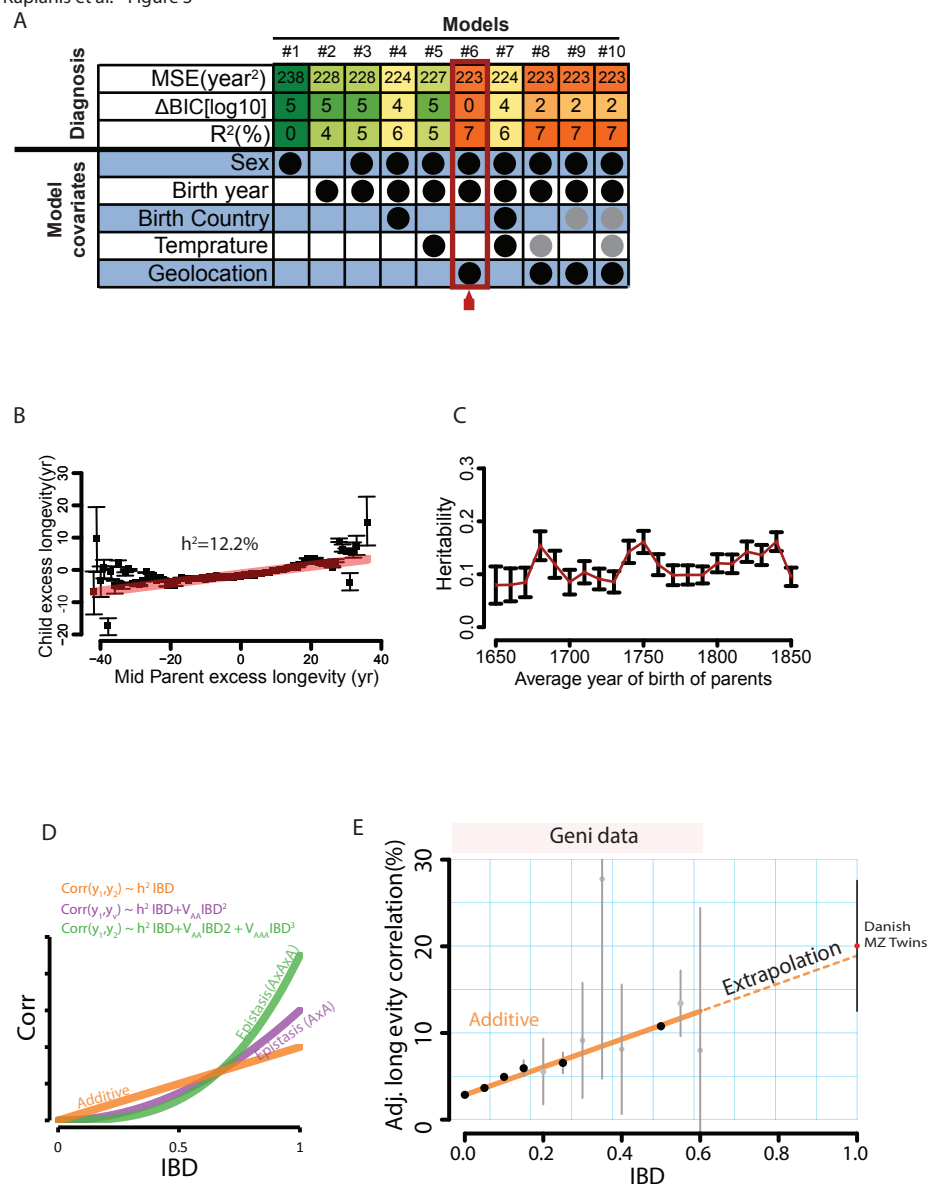 Kaplanis et al. Figure 3
A
Models
#1 #2 #3 #4 #5 #6 #7 #8 #9 #10
Diagnosis
MSE(year²) 238 228 228 224 227 223 224 223 223 223
ΔBIC[log10] 5 5 5 4 5 0 4 2 2 2
R²(%) 0 4 5 6 5 7 6 7 7 7
Model covariates
Sex
Birth year
Birth Country
Temprature
Geolocation
B
Child excess longevity(yr)
30
20
10
0
-10
-20
h²=12.2%
−40 −20 0 20 40
Mid Parent excess longevity (yr)
C
Heritability
0.3
0.2
0.1
0.0
1650 1700 1750 1800 1850
Average year of birth of parents
D
Corr(y₁,y₂) ~ h² IBD
Corr(y₁,yᵥ) ~ h² IBD+V_AA IBD²
Corr(y₁,y₂) ~ h² IBD+V_AA IBD2 + V_AAA IBD³
Corr
Epistasis(AxAxA)
Epistasis (AxA)
Additive
0 0.5 1
IBD
E
Geni data
Adj. longevity correlation(%)
30
20
10
0
Danish
MZ Twins
Extrapolation
Additive
0.0 0.2 0.4 0.6 0.8 1.0
IBD